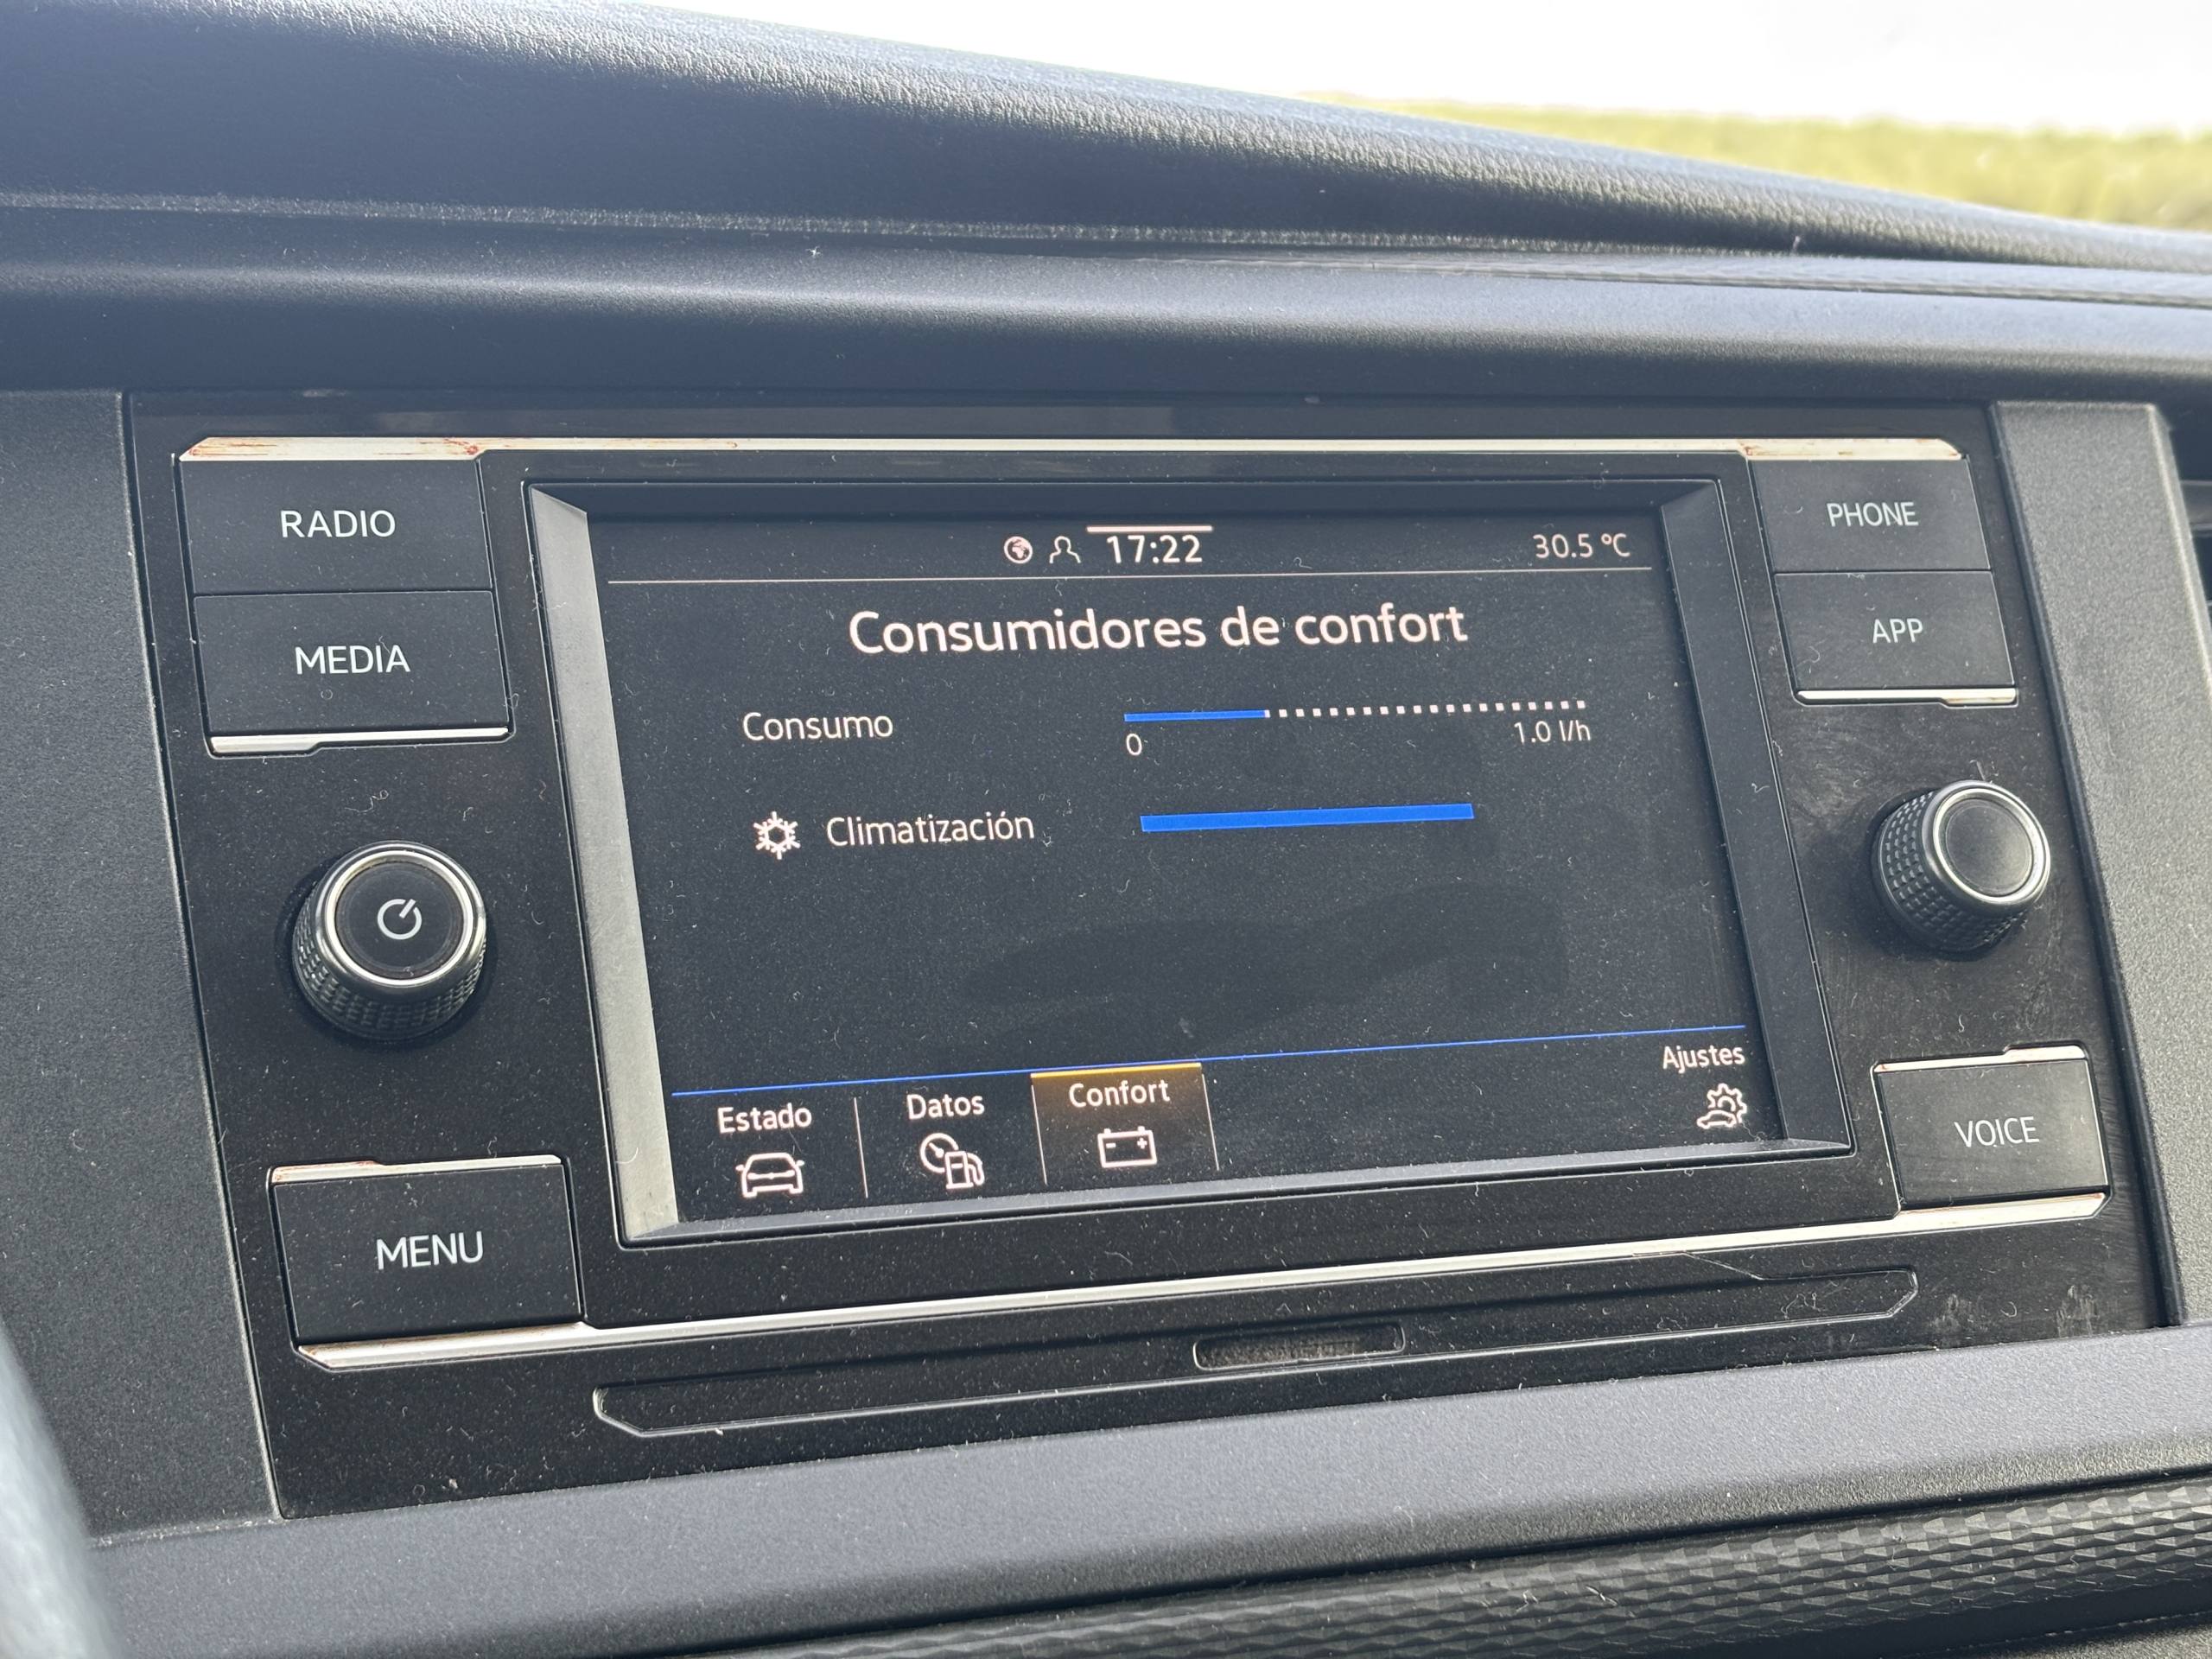 RADIO
MEDIA
MENU
17:22
30.5 °C
Consumidores de confort
Consumo
0
1.0 l/h
Climatización
Estado
Datos
Confort
Ajustes
PHONE
APP
VOICE